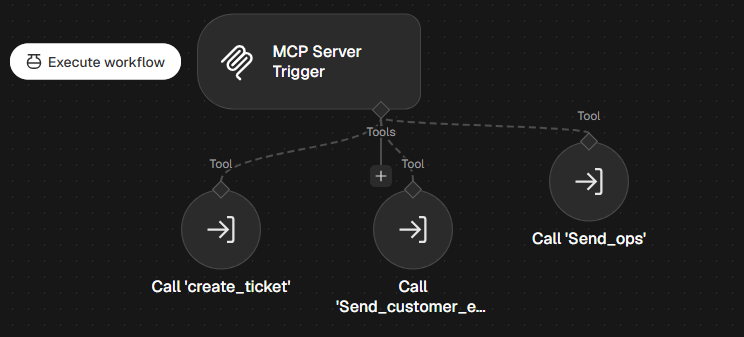 MCP Server
Trigger
Execute workflow
Tools
Tool
Tool
Tool
Call 'Send_ops'
Call 'create_ticket'
Call
'Send_customer_e...